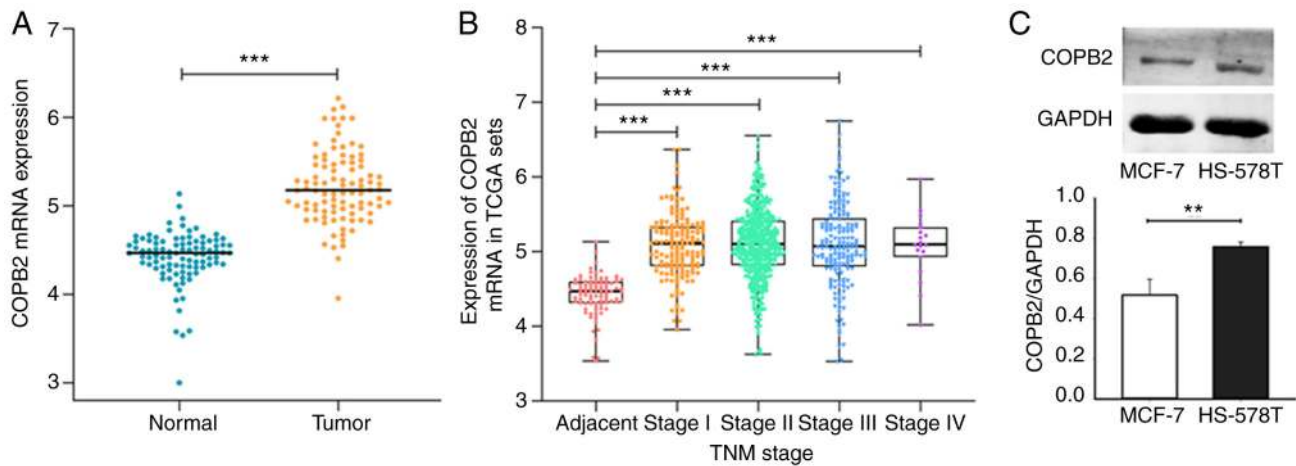 A
COPB2 mRNA expression
7
6
5
4
3
***
Normal
Tumor
B
Expression of COPB2
mRNA in TCGA sets
8
7
6
5
4
3
***
***
***
***
Adjacent Stage I Stage II Stage III Stage IV
TNM stage
C
COPB2
GAPDH
MCF-7 HS-578T
COPB2/GAPDH
1.0
0.8
0.6
0.4
0.2
0.0
**
MCF-7 HS-578T